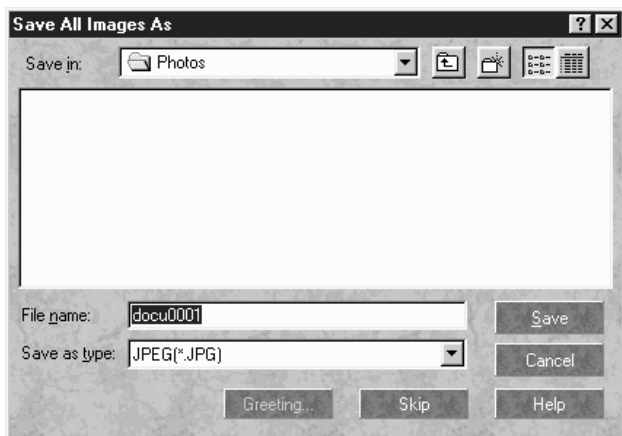 Save All Images As
Save in: Photos
File name: docu0001 Save
Save as type: JPEG(*.JPG) Cancel
Greeting... Skip Help